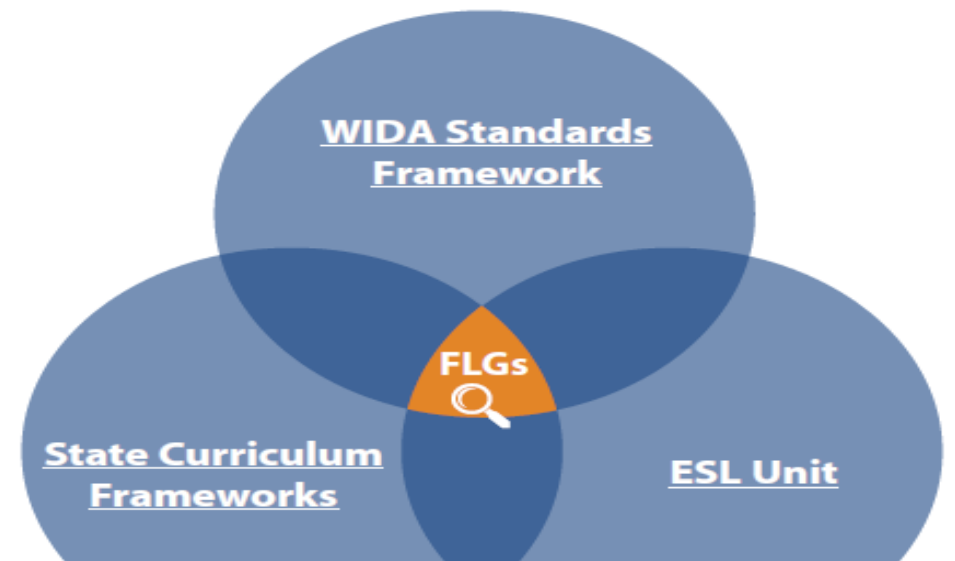 WIDA Standards
Framework
FLGs
State Curriculum
Frameworks
ESL Unit